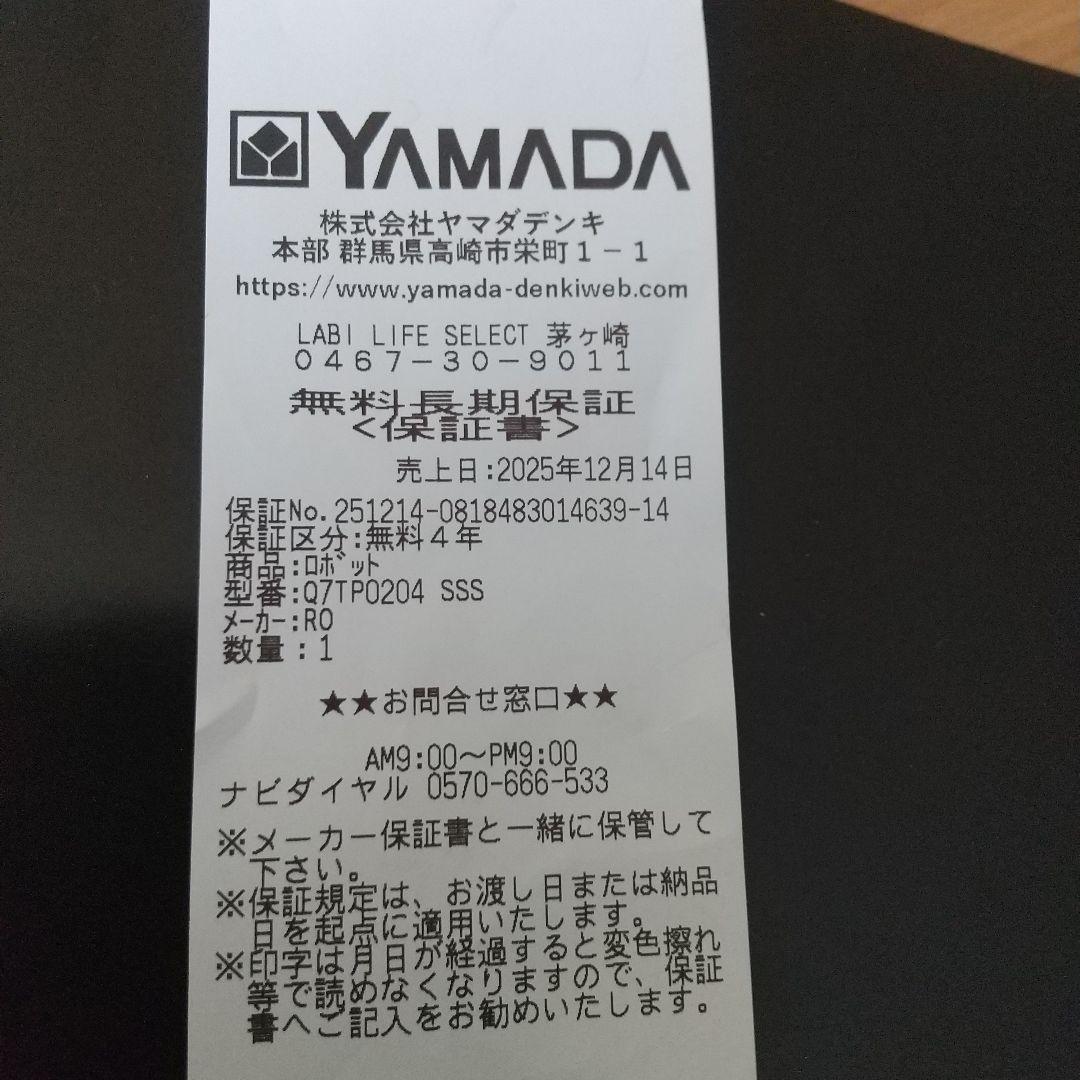 YAMADA
株式会社ヤマダデンキ
本部 群馬県高崎市栄町1-1
https://www.yamada-denkiweb.com
LABI LIFE SELECT 茅ヶ崎
0467-30-9011
無料長期保証
<保証書>
売上日:2025年12月14日
保証No.251214-0818483014639-14
保証区分:無料4年
商品:ロボット
型番:Q7TP0204 SSS
メーカー:RO
数量:1
★★お問合せ窓口★★
AM9:00～PM9:00
ナビダイヤル 0570-666-533
※メーカー保証書と一緒に保管して
下さい。
※保証規定は、お渡し日または納品
日を起点に適用いたします。
※印字は月日が経過すると変色擦れ
等で読めなくなりますので、保証
書へご記入をお勧めいたします。